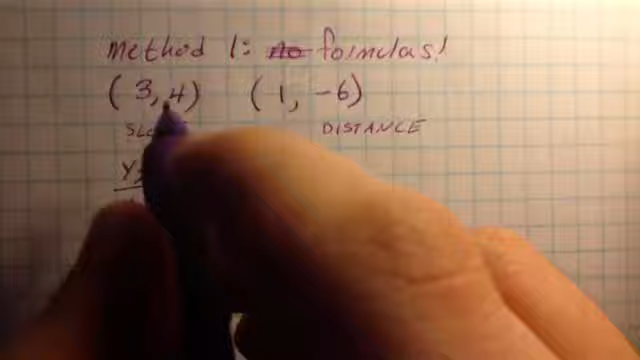 method 1: no formulas!
(3,4) (1, -6)
DISTANCE